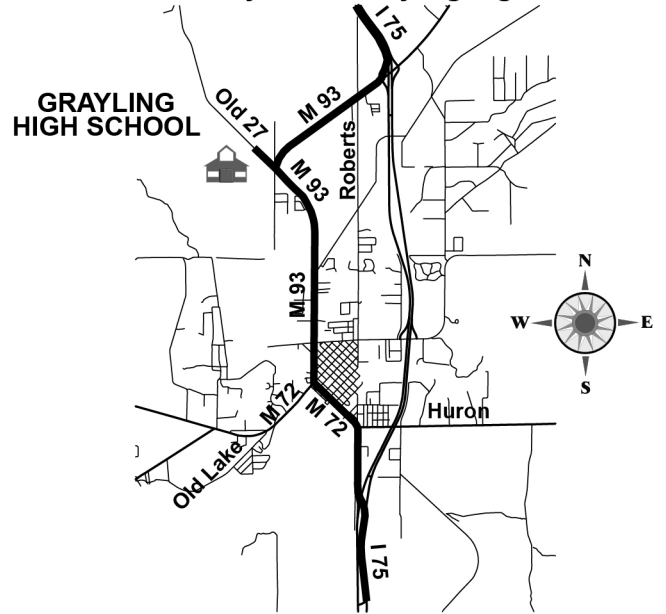 I 75
GRAYLING
HIGH SCHOOL
Old 27
M 93
M 93
Roberts
M 93
N
W
E
S
M 72
M 72
Huron
Old Lake
I 75